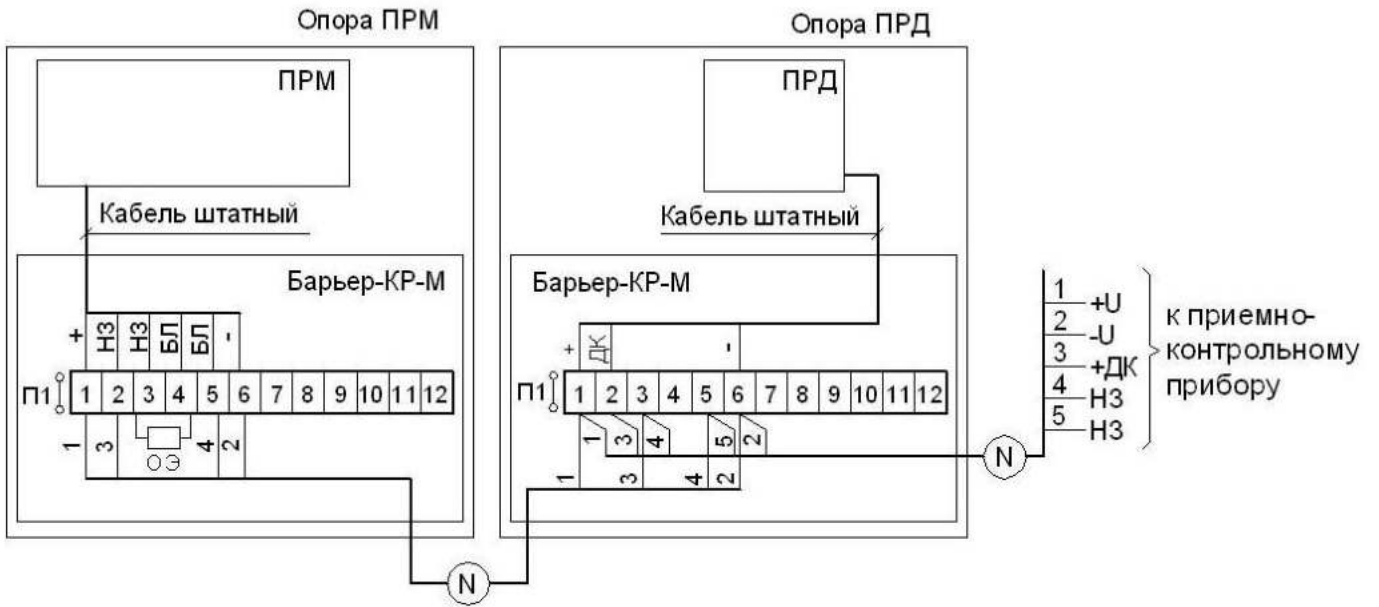 Опора ПРМ
Опора ПРД
ПРМ
ПРД
Кабель штатный
Кабель штатный
Барьер-КР-М
Барьер-КР-М
+ НЗ НЗ БЛ БЛ -
+ ДК -
П1 1 2 3 4 5 6 7 8 9 10 11 12
П1 1 2 3 4 5 6 7 8 9 10 11 12
1 3 ОЭ 4 2
1 3 4 5 2
1 3 4 2
N
N
1 +U
2 -U
3 +ДК
4 НЗ
5 НЗ
к приемно-
контрольному
прибору